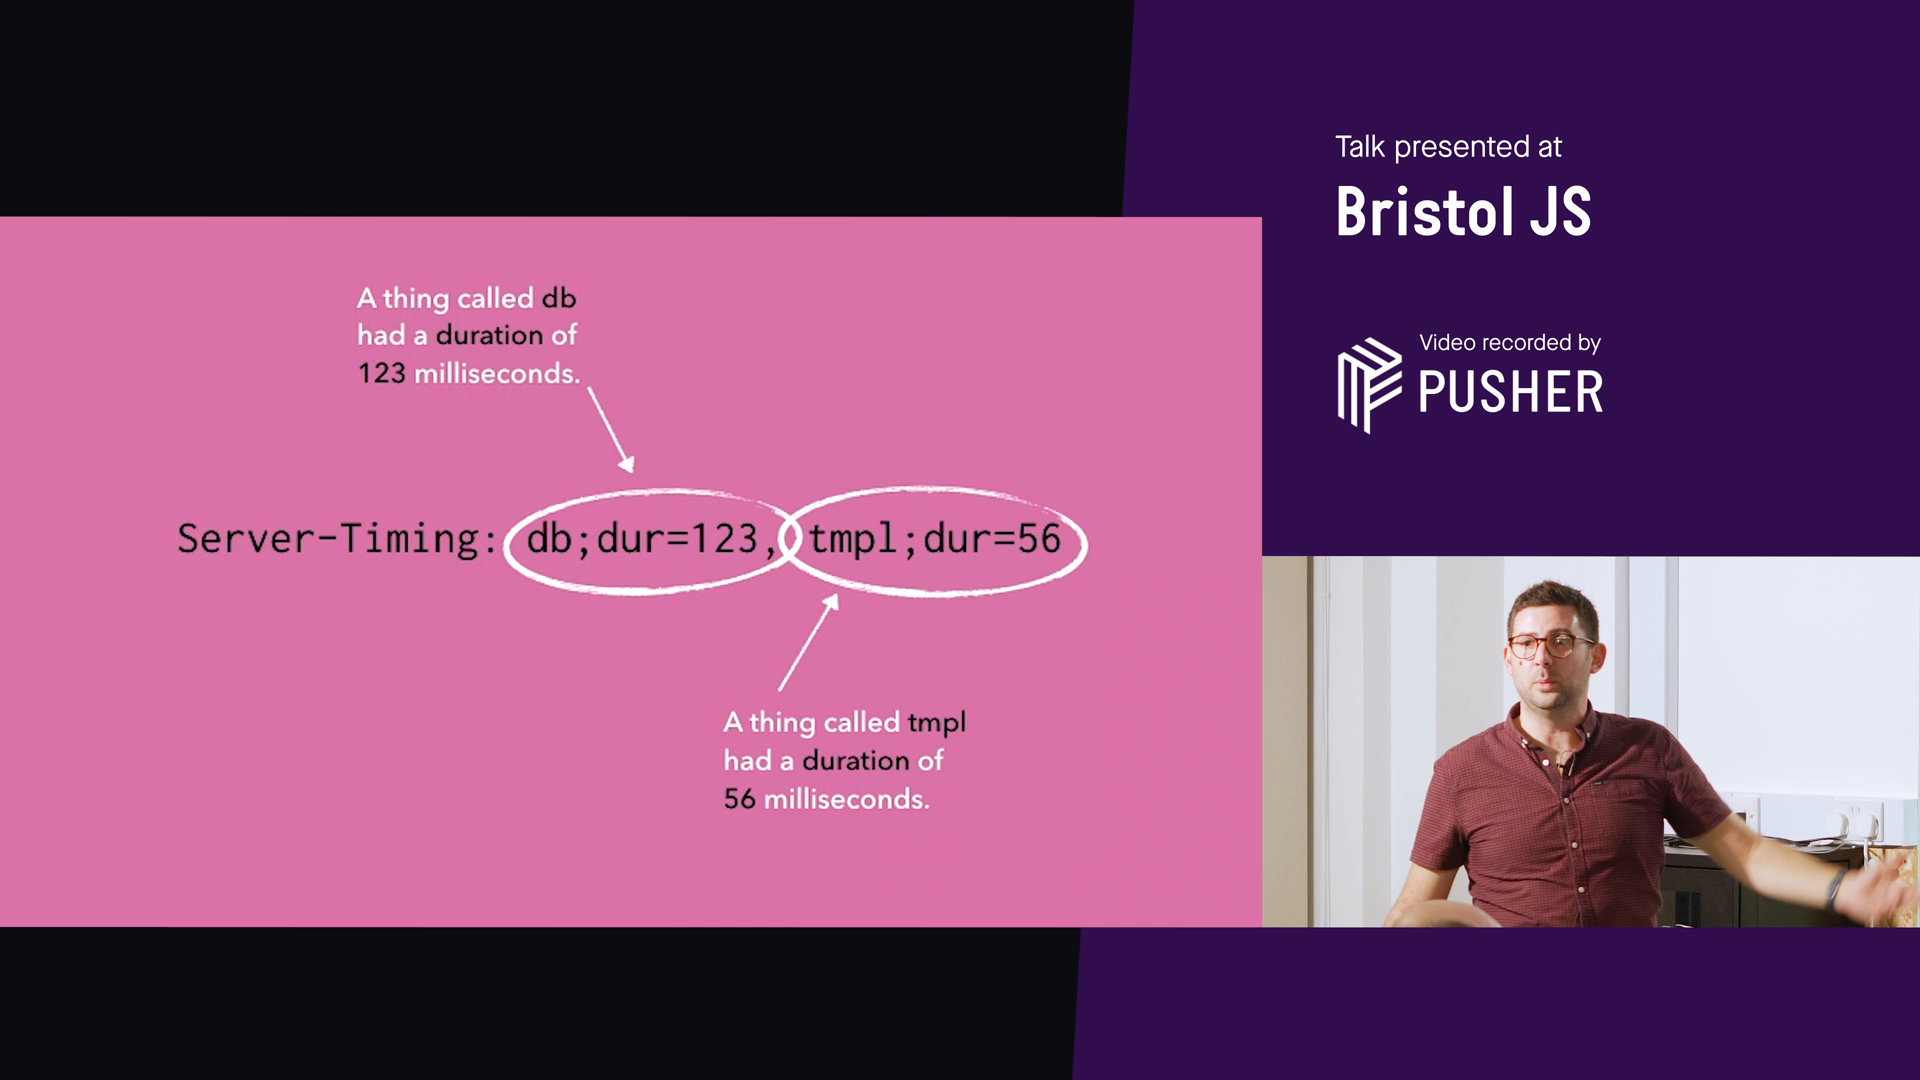 A thing called db
had a duration of
123 milliseconds.
Server-Timing: db;dur=123, tmpl;dur=56
A thing called tmpl
had a duration of
56 milliseconds.
Talk presented at
Bristol JS
Video recorded by
PUSHER